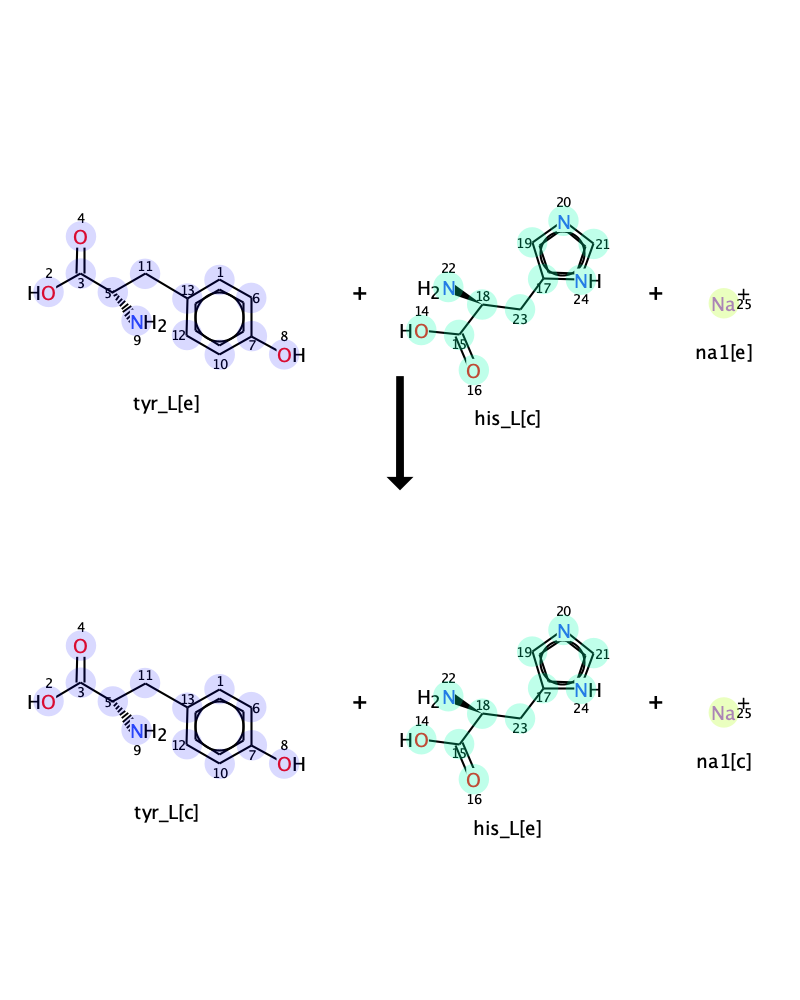 4
O
2
HO
3
5
11
13
1
6
12
7
8
OH
10
NH2
9
tyr_L[e]
+
20
N
19
21
NH
24
17
22
H2N
18
23
14
HO
15
O
16
his_L[c]
+
Na
+
25
na1[e]
4
O
2
HO
3
5
11
13
1
6
12
7
8
OH
10
NH2
9
tyr_L[c]
+
20
N
19
21
NH
24
17
22
H2N
18
23
14
HO
15
O
16
his_L[e]
+
Na
+
25
na1[c]